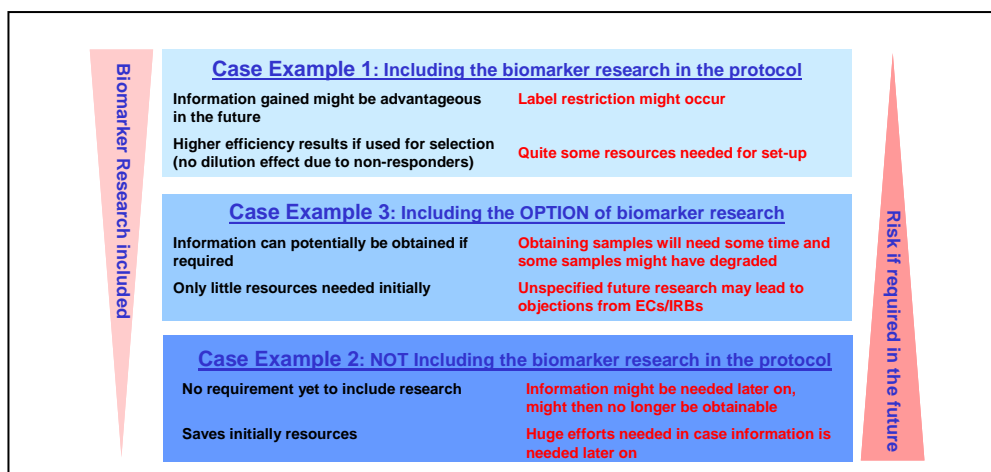 Biomarker Research included
Case Example 1: Including the biomarker research in the protocol
Information gained might be advantageous
in the future
Label restriction might occur
Higher efficiency results if used for selection
(no dilution effect due to non-responders)
Quite some resources needed for set-up
Case Example 3: Including the OPTION of biomarker research
Information can potentially be obtained if
required
Obtaining samples will need some time and
some samples might have degraded
Only little resources needed initially
Unspecified future research may lead to
objections from ECs/IRBs
Case Example 2: NOT Including the biomarker research in the protocol
No requirement yet to include research
Information might be needed later on,
might then no longer be obtainable
Saves initially resources
Huge efforts needed in case information is
needed later on
Risk if required in the future